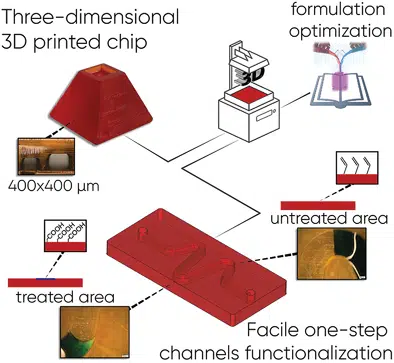 Three-dimensional
3D printed chip
formulation
optimization
3D
400x400 µm
COOH
COOH
COOH
untreated area
treated area
Facile one-step
channels functionalization